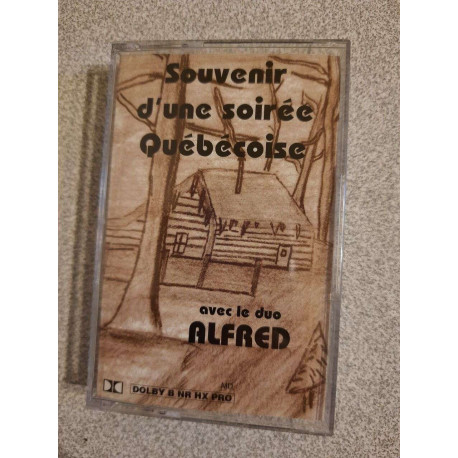 Souvenir
d'une soirée
Québécoise
avec le duo
ALFRED
DOLBY B NR HX PRO